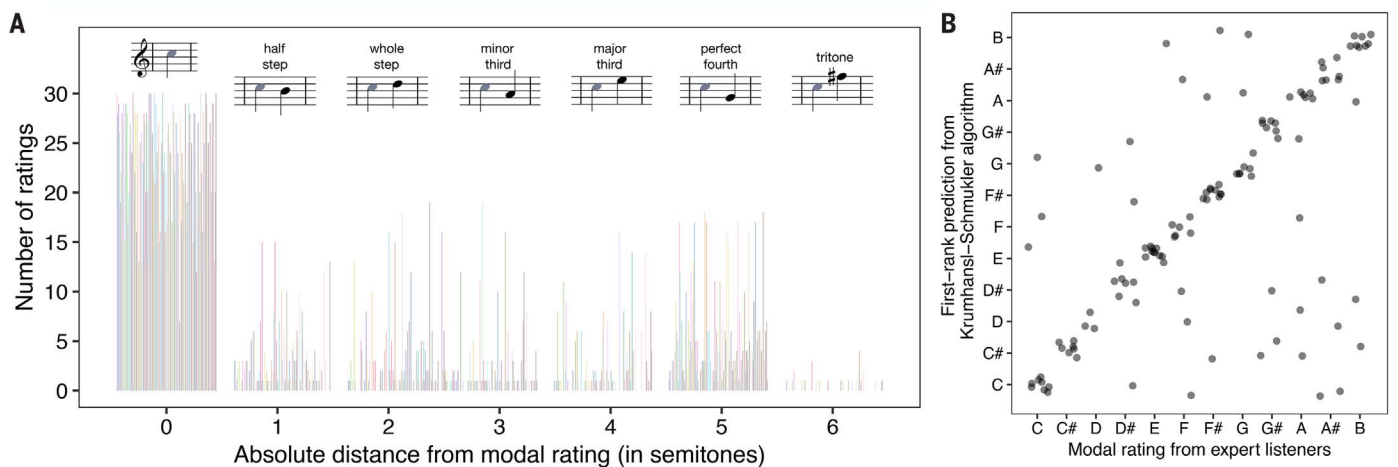 A
half
step
whole
step
minor
third
major
third
perfect
fourth
tritone
Number of ratings
30
25
20
15
10
5
0
0 1 2 3 4 5 6
Absolute distance from modal rating (in semitones)
B
First−rank prediction from
Krumhansl−Schmukler algorithm
B
A#
A
G#
G
F#
F
E
D#
D
C#
C
C C# D D# E F F# G G# A A# B
Modal rating from expert listeners